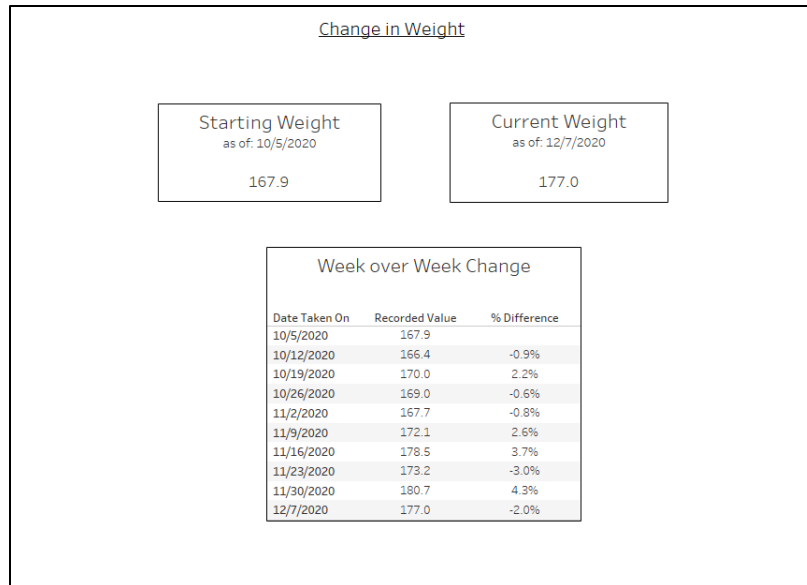 Change in Weight
Starting Weight
as of: 10/5/2020
167.9
Current Weight
as of: 12/7/2020
177.0
Week over Week Change
Date Taken On Recorded Value % Difference
10/5/2020 167.9
10/12/2020 166.4 -0.9%
10/19/2020 170.0 2.2%
10/26/2020 169.0 -0.6%
11/2/2020 167.7 -0.8%
11/9/2020 172.1 2.6%
11/16/2020 178.5 3.7%
11/23/2020 173.2 -3.0%
11/30/2020 180.7 4.3%
12/7/2020 177.0 -2.0%